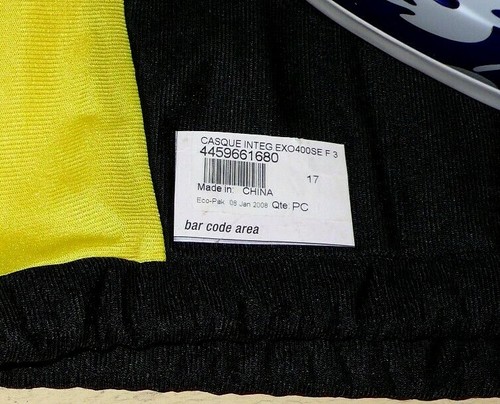 CASQUE INTEG EXO400SE F 3
4459661680
17
Made in: CHINA
Eco-Pak 08 Jan 2008 Qte: PC
bar code area